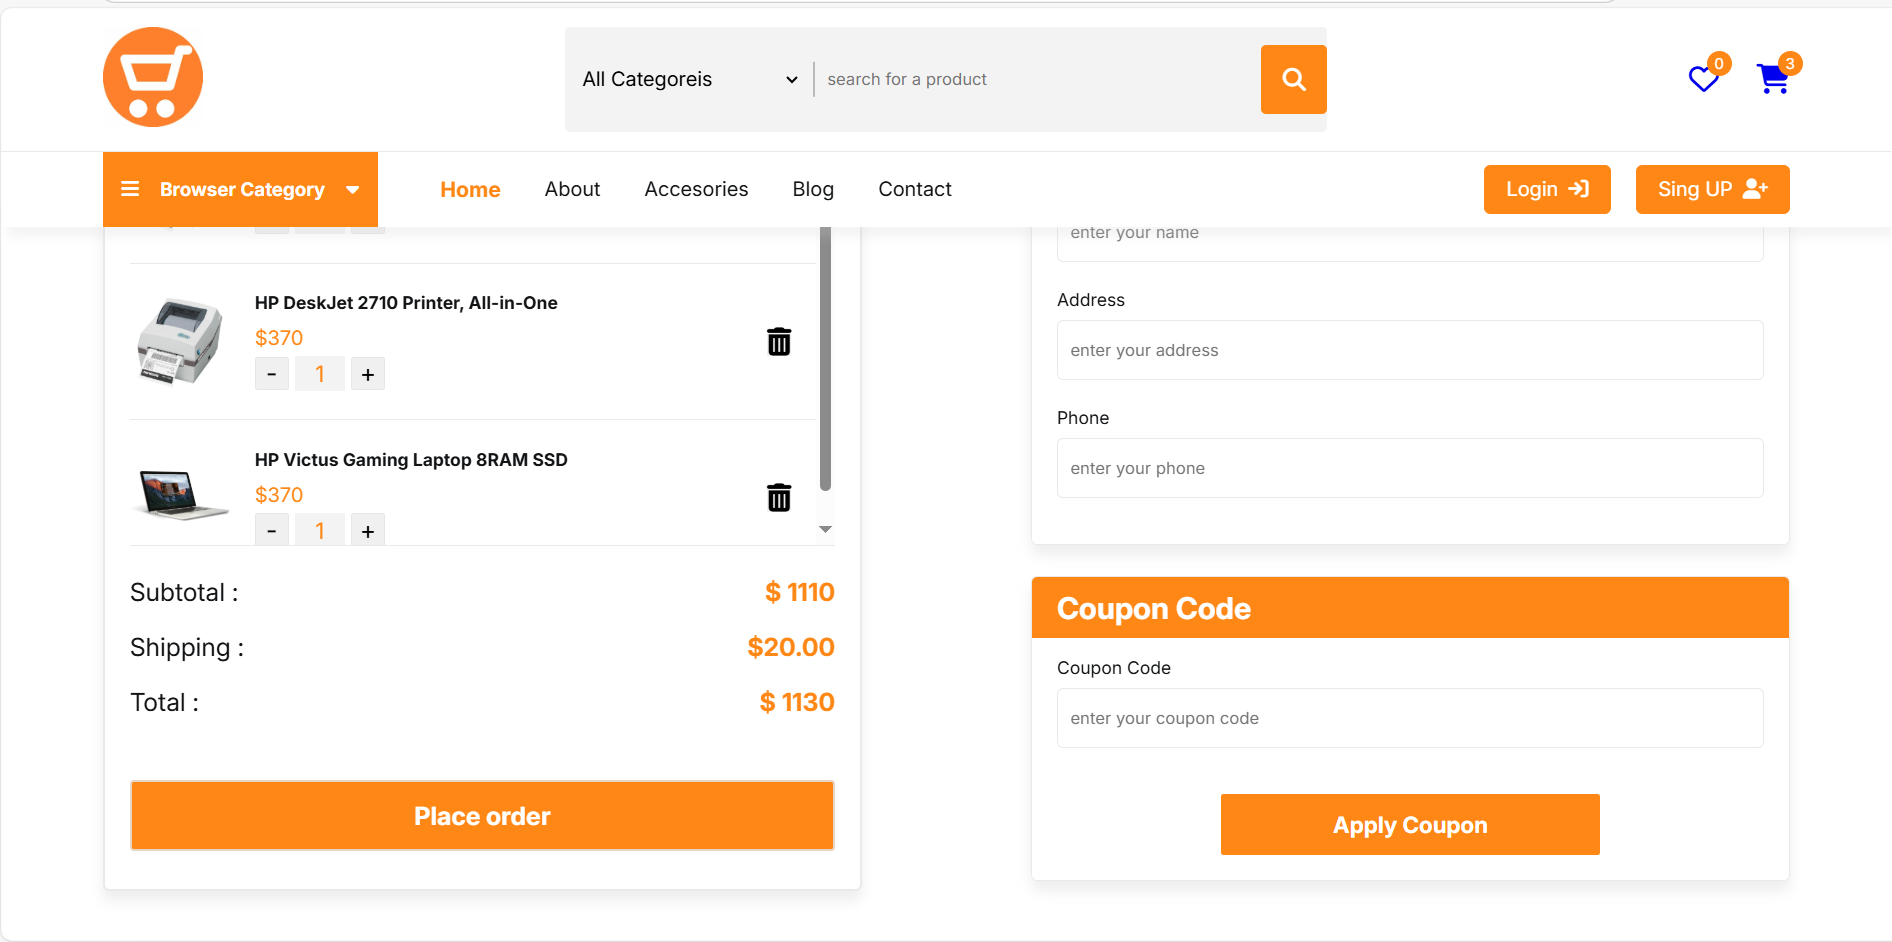 All Categoreis
search for a product
0
3
Browser Category
Home
About
Accesories
Blog
Contact
Login
Sing UP
enter your name
HP DeskJet 2710 Printer, All-in-One
$370
- 1 +
HP Victus Gaming Laptop 8RAM SSD
$370
- 1 +
Subtotal :
$ 1110
Shipping :
$20.00
Total :
$ 1130
Place order
Address
enter your address
Phone
enter your phone
Coupon Code
Coupon Code
enter your coupon code
Apply Coupon